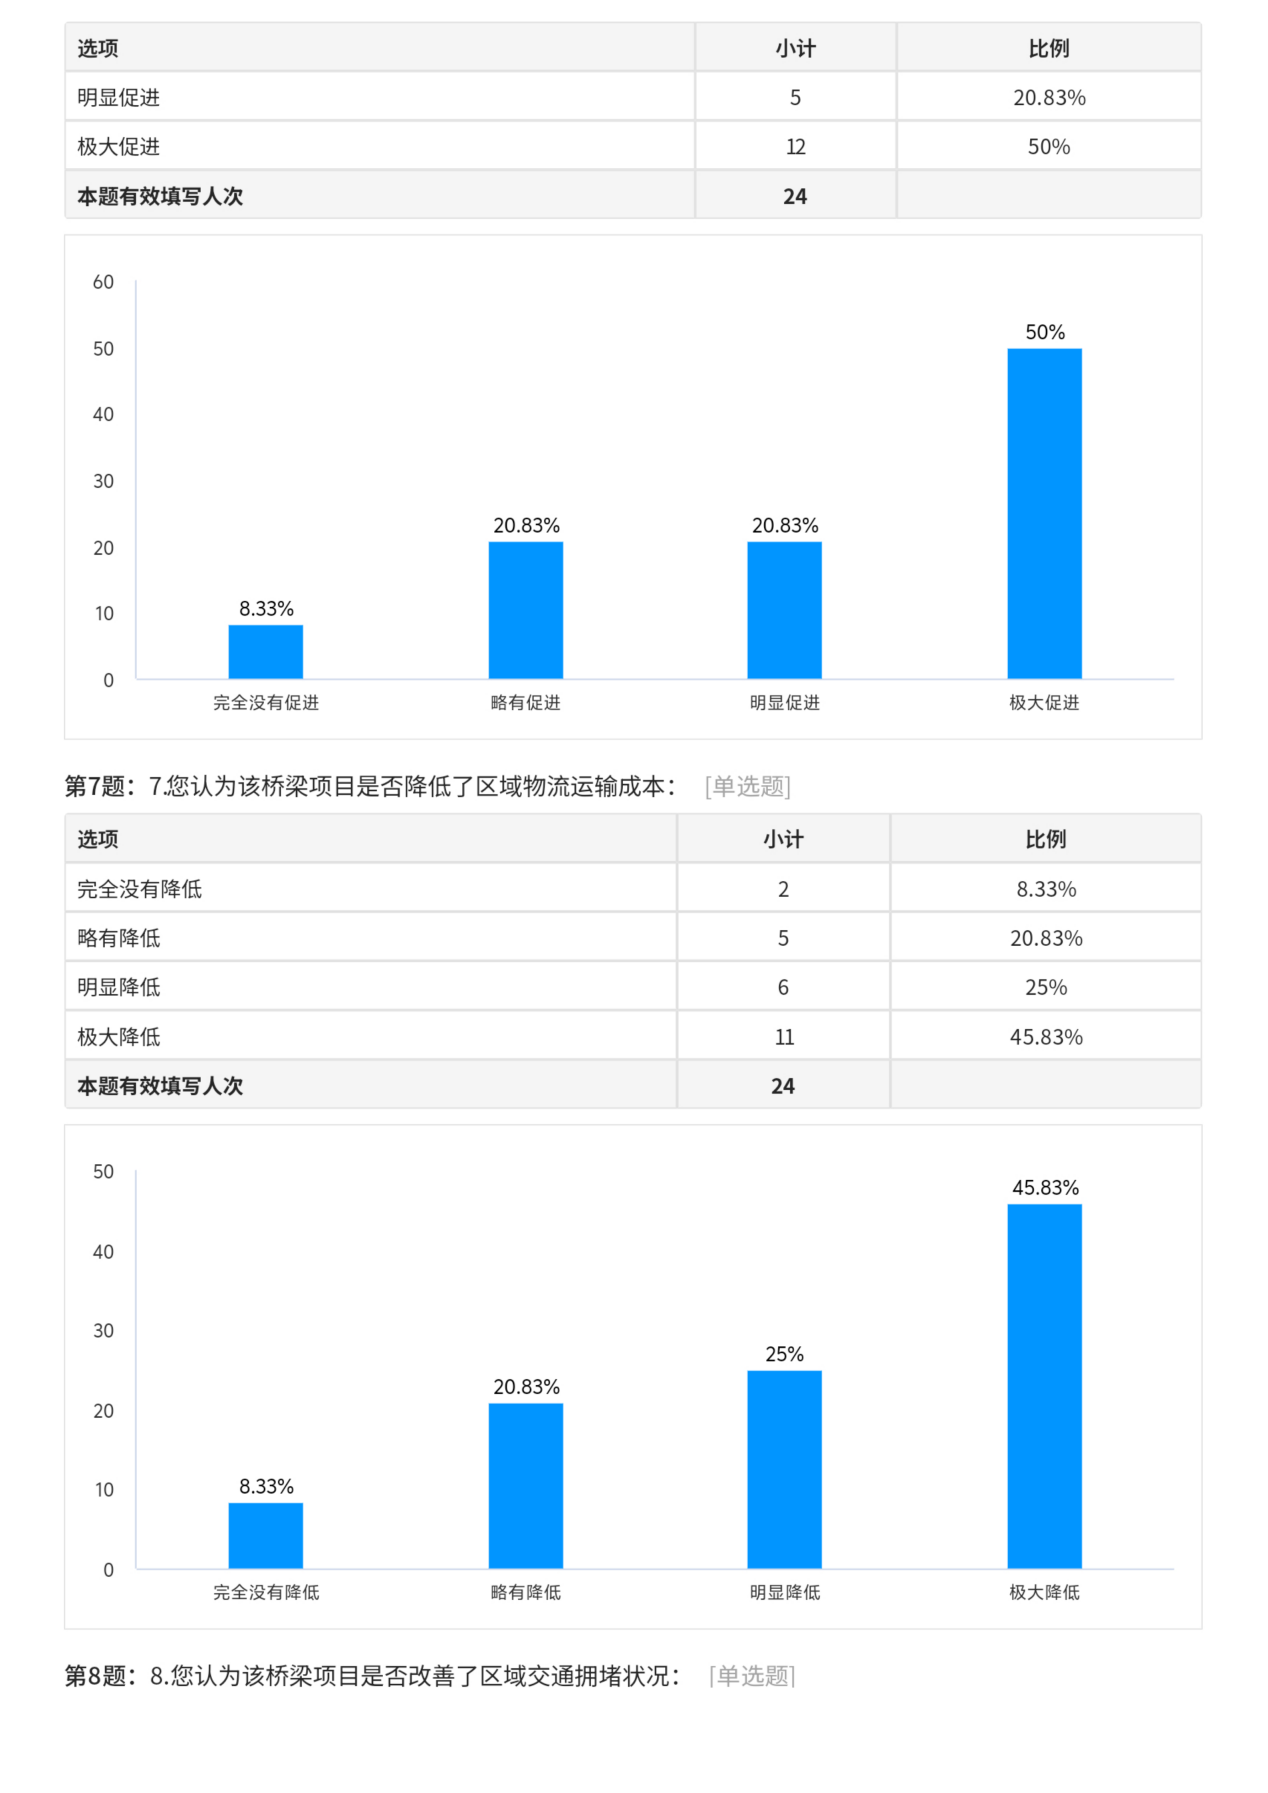 选项 小计 比例
明显促进 5 20.83%
极大促进 12 50%
本题有效填写人次 24
60
50
40
30
20
10
0
8.33%
20.83%
20.83%
50%
完全没有促进 略有促进 明显促进 极大促进
第7题：7.您认为该桥梁项目是否降低了区域物流运输成本： [单选题]
选项 小计 比例
完全没有降低 2 8.33%
略有降低 5 20.83%
明显降低 6 25%
极大降低 11 45.83%
本题有效填写人次 24
50
40
30
20
10
0
8.33%
20.83%
25%
45.83%
完全没有降低 略有降低 明显降低 极大降低
第8题：8.您认为该桥梁项目是否改善了区域交通拥堵状况： [单选题]